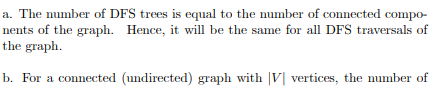 a. The number of DFS trees is equal to the number of connected compo-
nents of the graph. Hence, it will be the same for all DFS traversals of
the graph.
b. For a connected (undirected) graph with |V| vertices, the number of